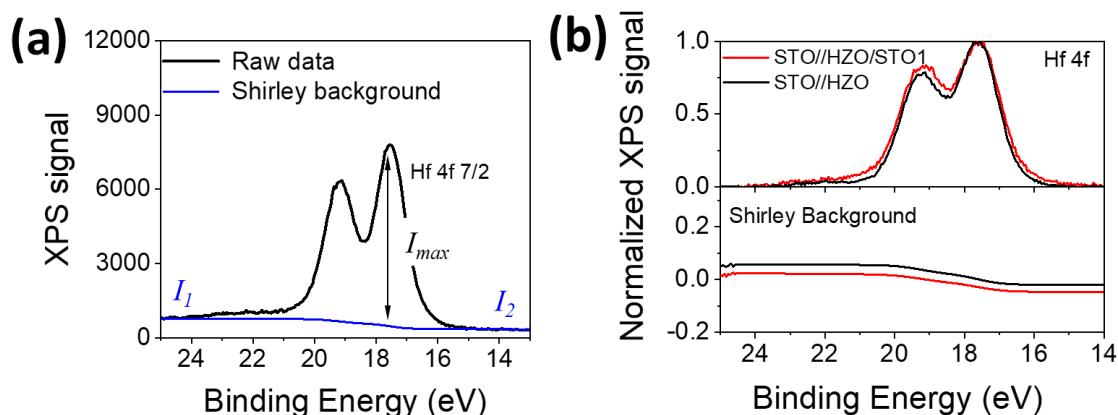 (a)
12000
9000
6000
3000
0
XPS signal
Raw data
Shirley background
Hf 4f 7/2
Imax
I1
I2
24 22 20 18 16 14
Binding Energy (eV)
(b)
1.0
0.5
0.0
0.2
0.0
-0.2
Normalized XPS signal
STO//HZO/STO1
STO//HZO
Hf 4f
Shirley Background
24 22 20 18 16 14
Binding Energy (eV)